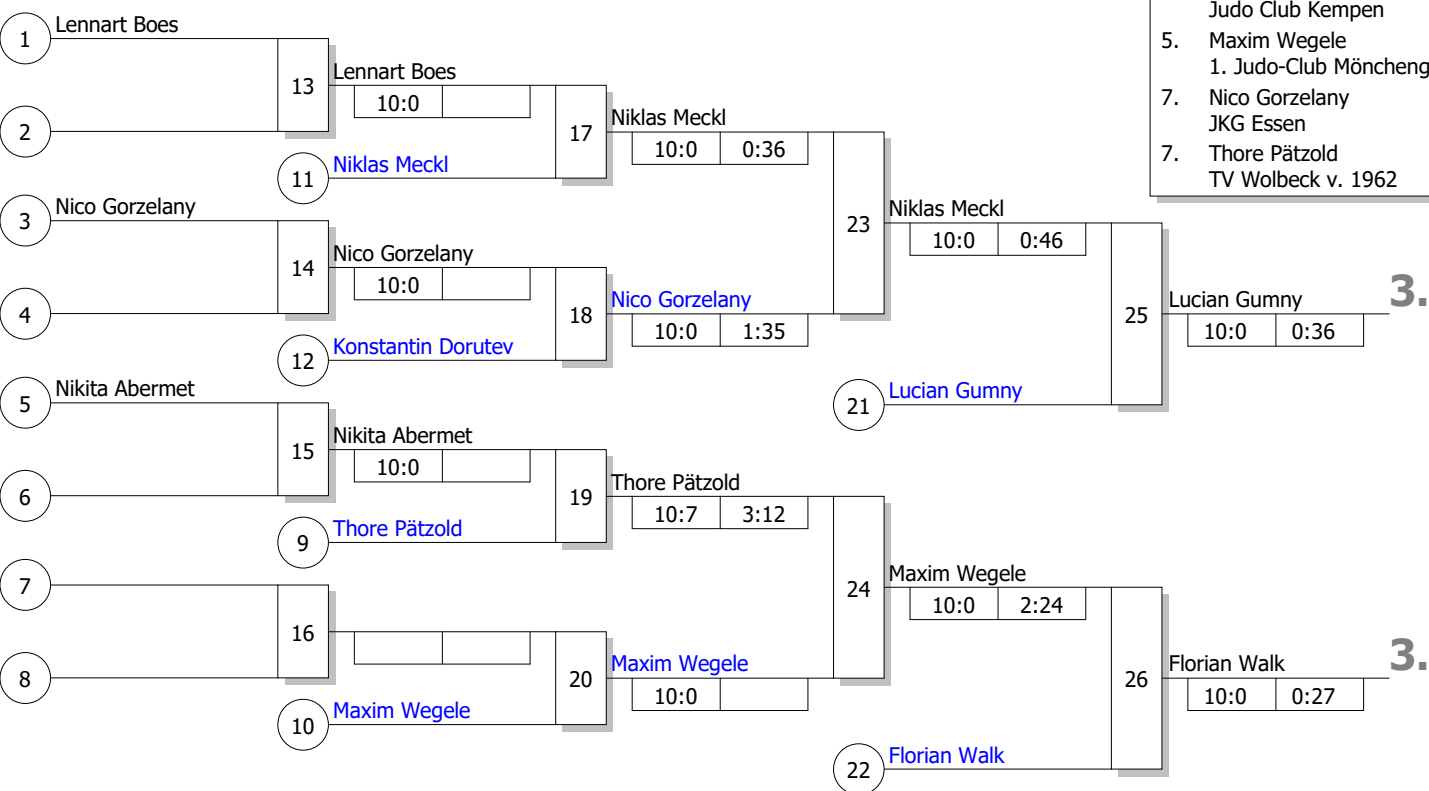 Judo Club Kempen
5. Maxim Wegele
1. Judo-Club Möncheng
7. Nico Gorzelany
JKG Essen
7. Thore Pätzold
TV Wolbeck v. 1962
1 Lennart Boes
13 Lennart Boes
10:0
2
17 Niklas Meckl
10:0 0:36
11 Niklas Meckl
3 Nico Gorzelany
23 Niklas Meckl
10:0 0:46
14 Nico Gorzelany
10:0
4
18 Nico Gorzelany
10:0 1:35
25 Lucian Gumny 3.
10:0 0:36
12 Konstantin Dorutev
5 Nikita Abermet
21 Lucian Gumny
15 Nikita Abermet
10:0
6
19 Thore Pätzold
10:7 3:12
9 Thore Pätzold
7
24 Maxim Wegele
10:0 2:24
16
8
20 Maxim Wegele
10:0
26 Florian Walk 3.
10:0 0:27
10 Maxim Wegele
22 Florian Walk